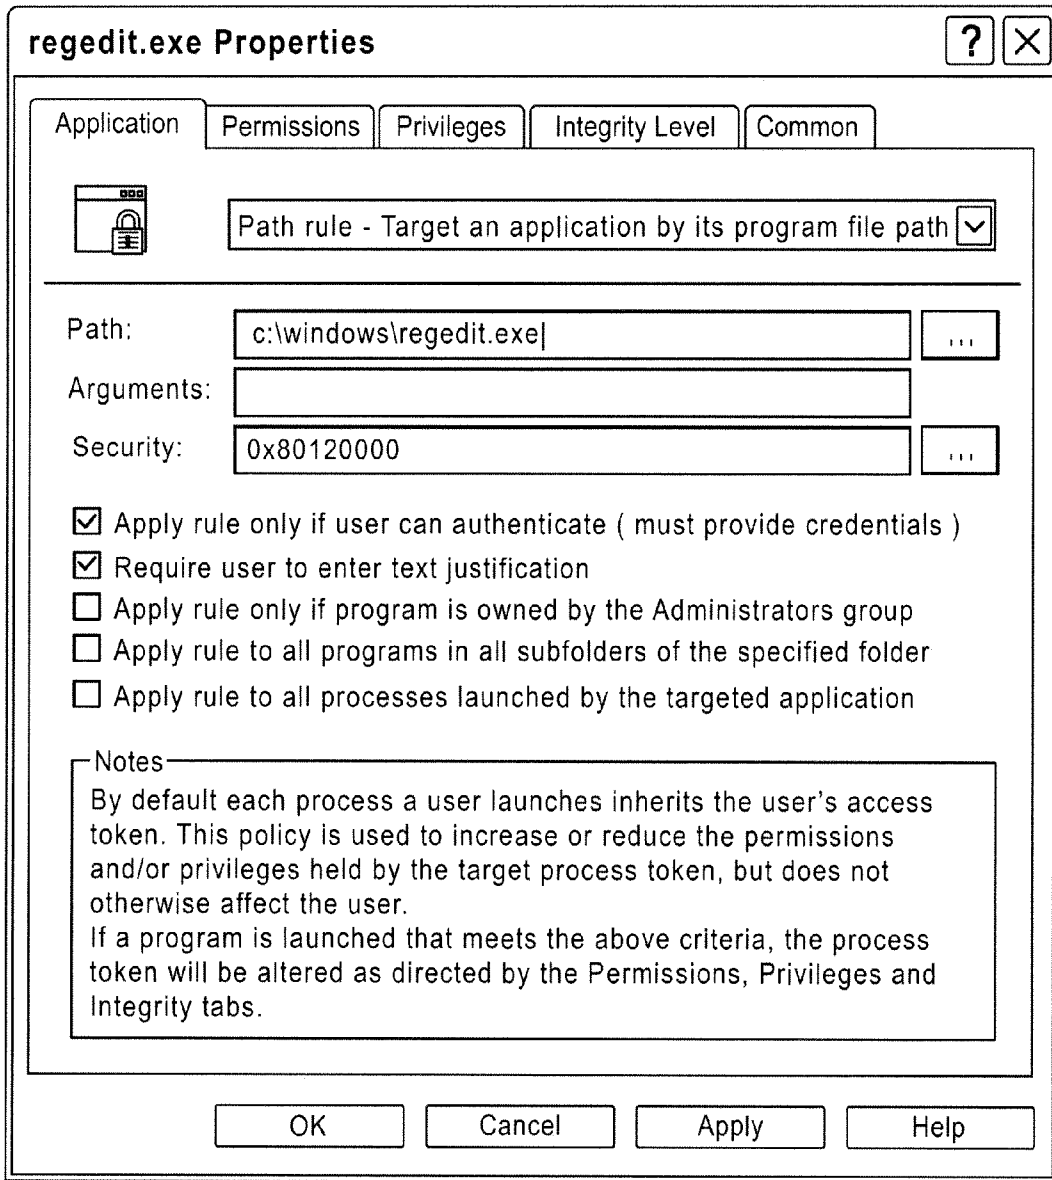 regedit.exe Properties
?
Application
Permissions
Privileges
Integrity Level
Common
Path rule - Target an application by its program file path
Path:
c:\windows\regedit.exe|
...
Arguments:
Security:
0x80120000
...
Apply rule only if user can authenticate ( must provide credentials )
Require user to enter text justification
Apply rule only if program is owned by the Administrators group
Apply rule to all programs in all subfolders of the specified folder
Apply rule to all processes launched by the targeted application
Notes
By default each process a user launches inherits the user's access
token. This policy is used to increase or reduce the permissions
and/or privileges held by the target process token, but does not
otherwise affect the user.
If a program is launched that meets the above criteria, the process
token will be altered as directed by the Permissions, Privileges and
Integrity tabs.
OK
Cancel
Apply
Help